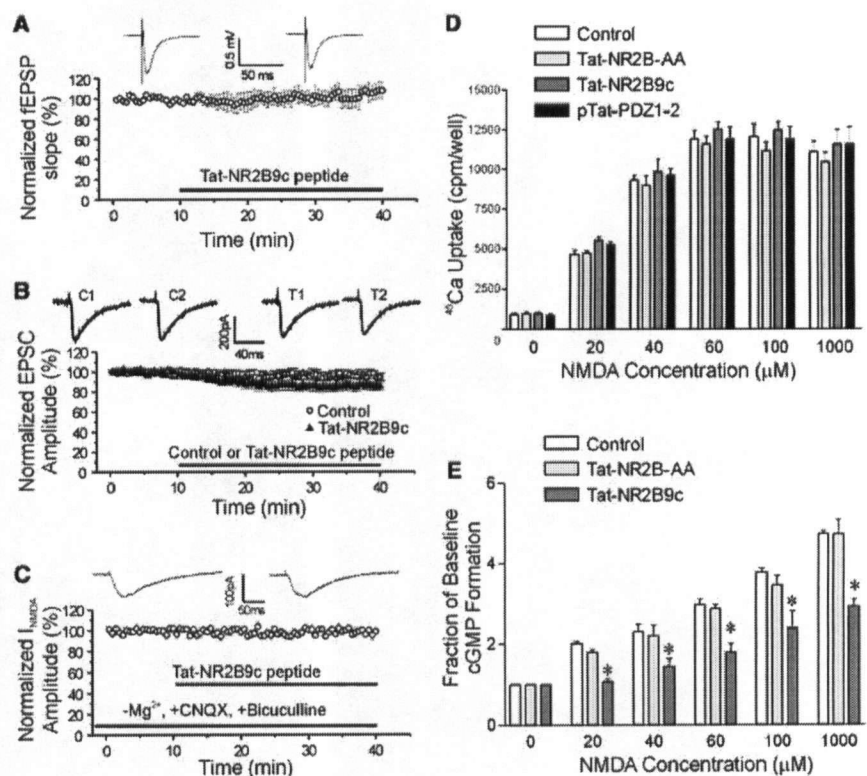 A
0.5 mV
50 ms
Normalized fEPSP
slope (%)
120
100
80
60
40
20
0
Tat-NR2B9c peptide
0 10 20 30 40
Time (min)
B
C1 C2 T1 T2
200pA
40ms
Normalized EPSC
Amplitude (%)
120
100
80
60
40
20
0
Control
Tat-NR2B9c
Control or Tat-NR2B9c peptide
0 10 20 30 40
Time (min)
C
100pA
50ms
Normalized INMDA
Amplitude (%)
120
100
80
60
40
20
0
Tat-NR2B9c peptide
-Mg2+, +CNQX, +Bicuculline
0 10 20 30 40
Time (min)
D
Control
Tat-NR2B-AA
Tat-NR2B9c
pTat-PDZ1-2
45Ca Uptake (cpm/well)
15000
12500
10000
7500
5000
2500
0
0 20 40 60 100 1000
NMDA Concentration (μM)
E
Control
Tat-NR2B-AA
Tat-NR2B9c
Fraction of Baseline
cGMP Formation
6
4
2
0
* * * * *
0 20 40 60 100 1000
NMDA Concentration (μM)